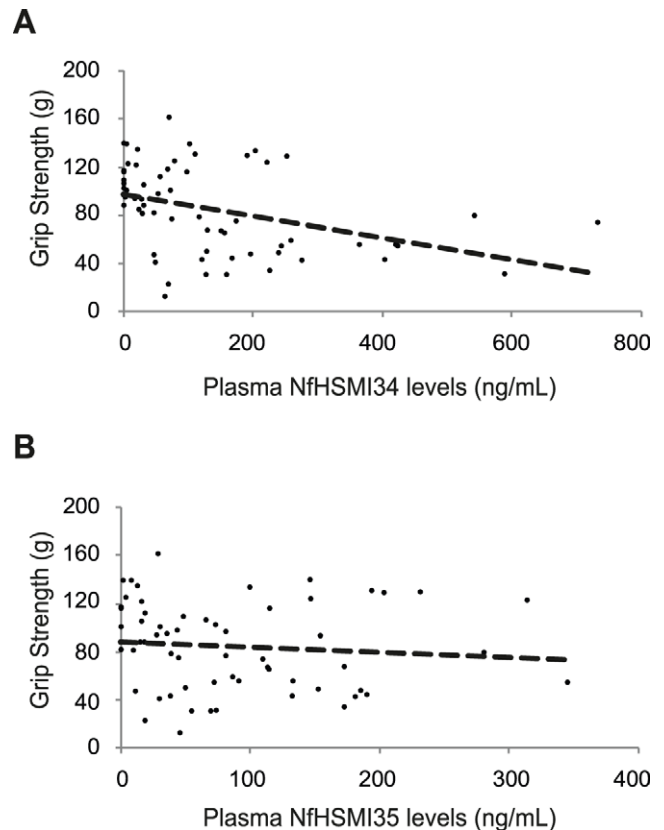 A
200
160
120
80
40
0
Grip Strength (g)
0 200 400 600 800
Plasma NfHSMI34 levels (ng/mL)
B
200
160
120
80
40
0
Grip Strength (g)
0 100 200 300 400
Plasma NfHSMI35 levels (ng/mL)